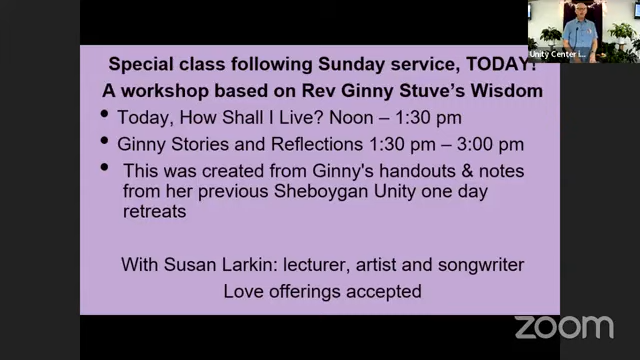 Special class following Sunday service, TODAY!
A workshop based on Rev Ginny Stuve's Wisdom
• Today, How Shall I Live? Noon – 1:30 pm
• Ginny Stories and Reflections 1:30 pm – 3:00 pm
• This was created from Ginny's handouts & notes
from her previous Sheboygan Unity one day
retreats
With Susan Larkin: lecturer, artist and songwriter
Love offerings accepted
Unity Center i...
zoom